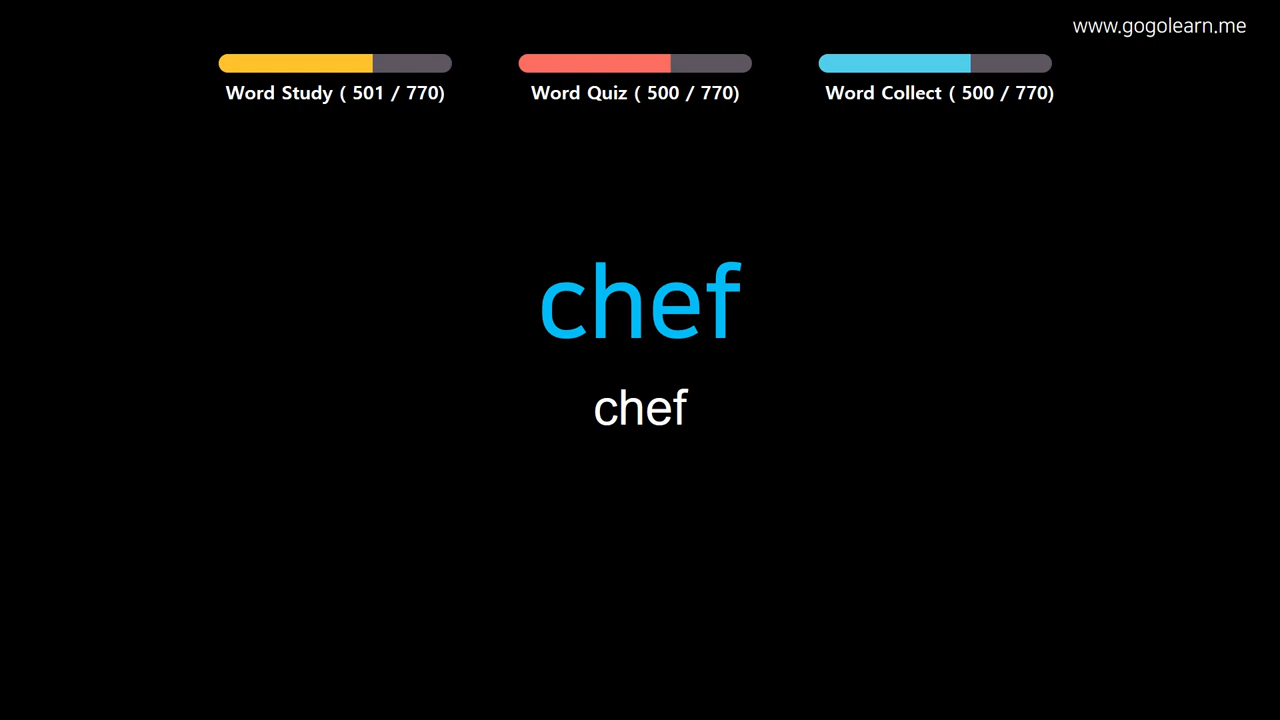 www.gogolearn.me
Word Study ( 501 / 770)
Word Quiz ( 500 / 770)
Word Collect ( 500 / 770)
chef
chef